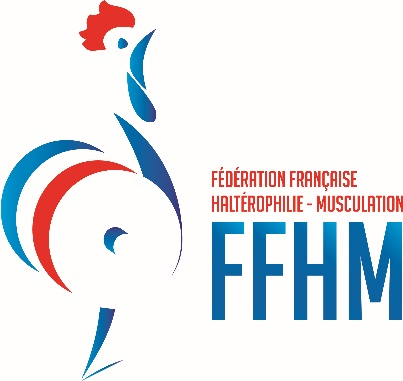 FÉDÉRATION FRANÇAISE
HALTÉROPHILIE - MUSCULATION
FFHM